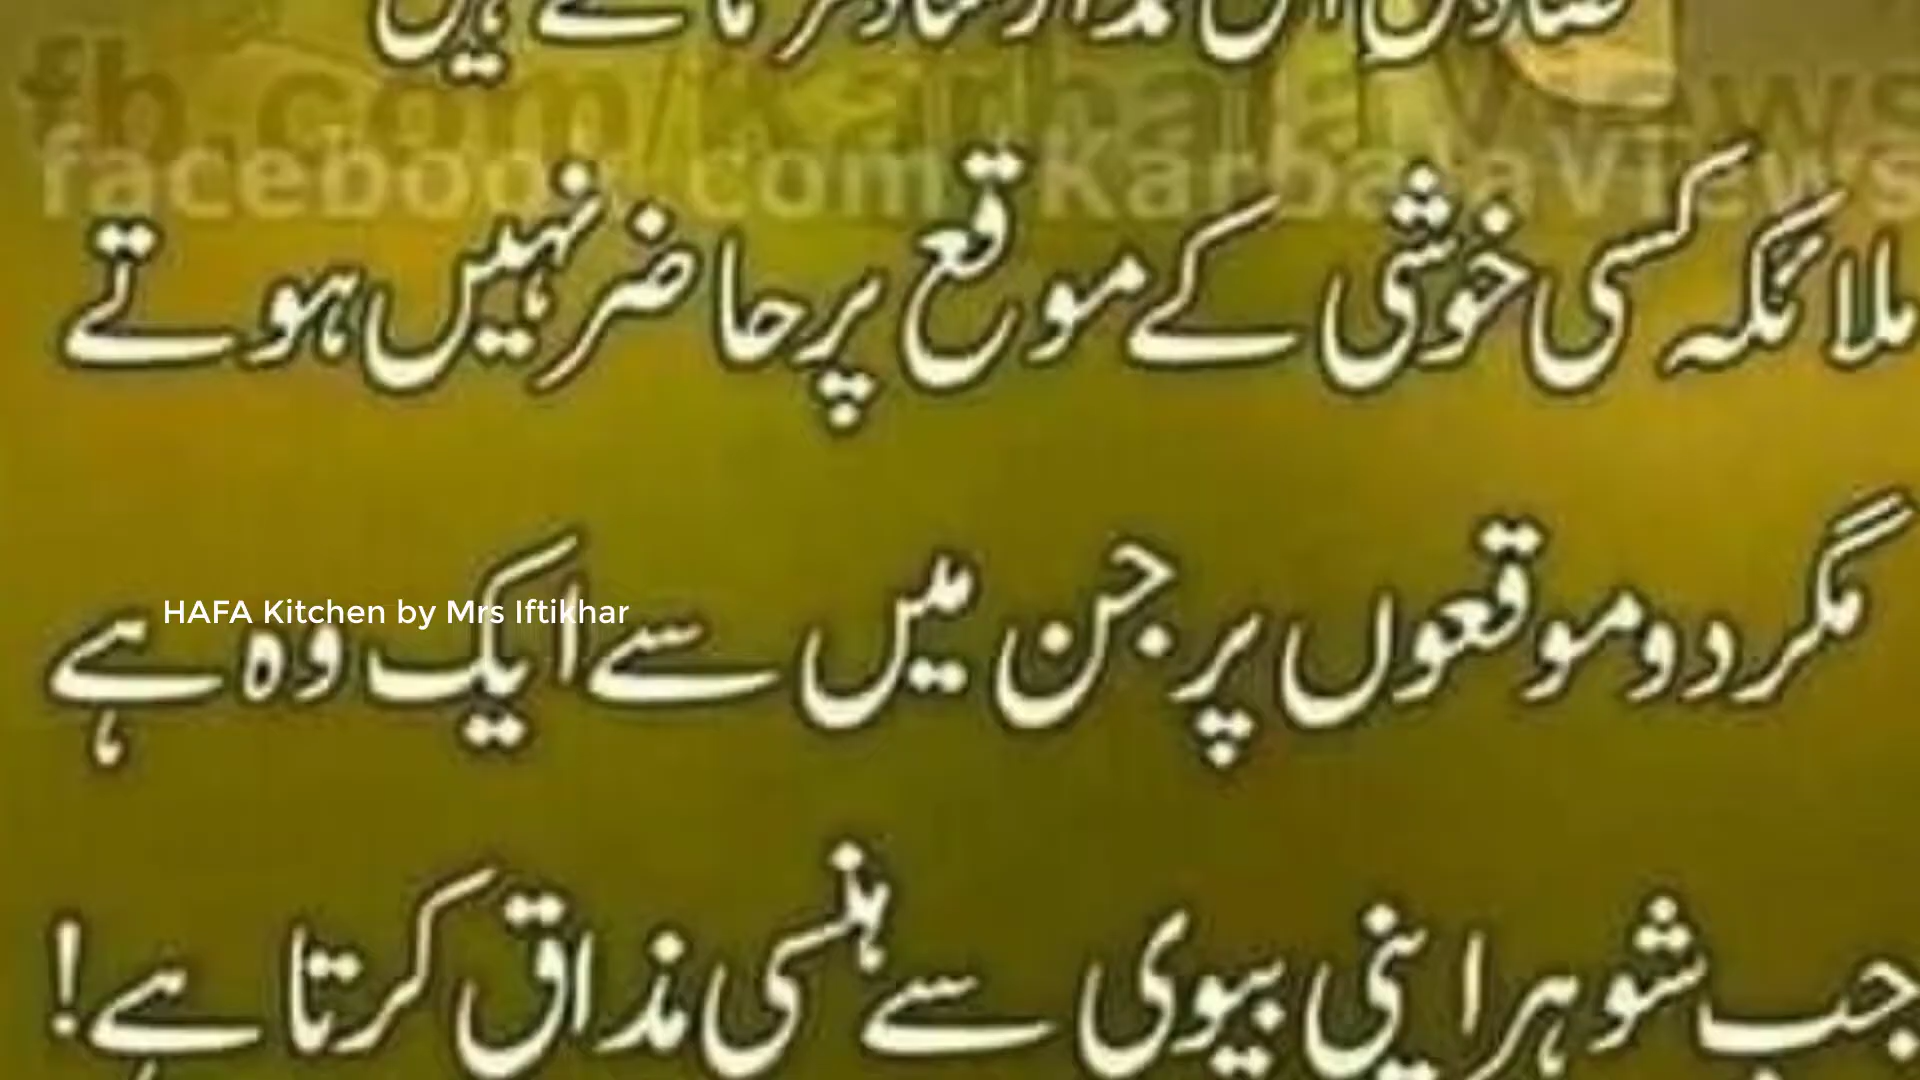 fb.com/KarbalaViews
facebook.com/KarbalaViews
ملائکہ کسی خوشی کے موقع پر حاضر نہیں ہوتے
مگر دو موقعوں پر جن میں سے ایک وہ ہے
HAFA Kitchen by Mrs Iftikhar
جب شوہر اپنی بیوی سے ہنسی مذاق کرتا ہے!